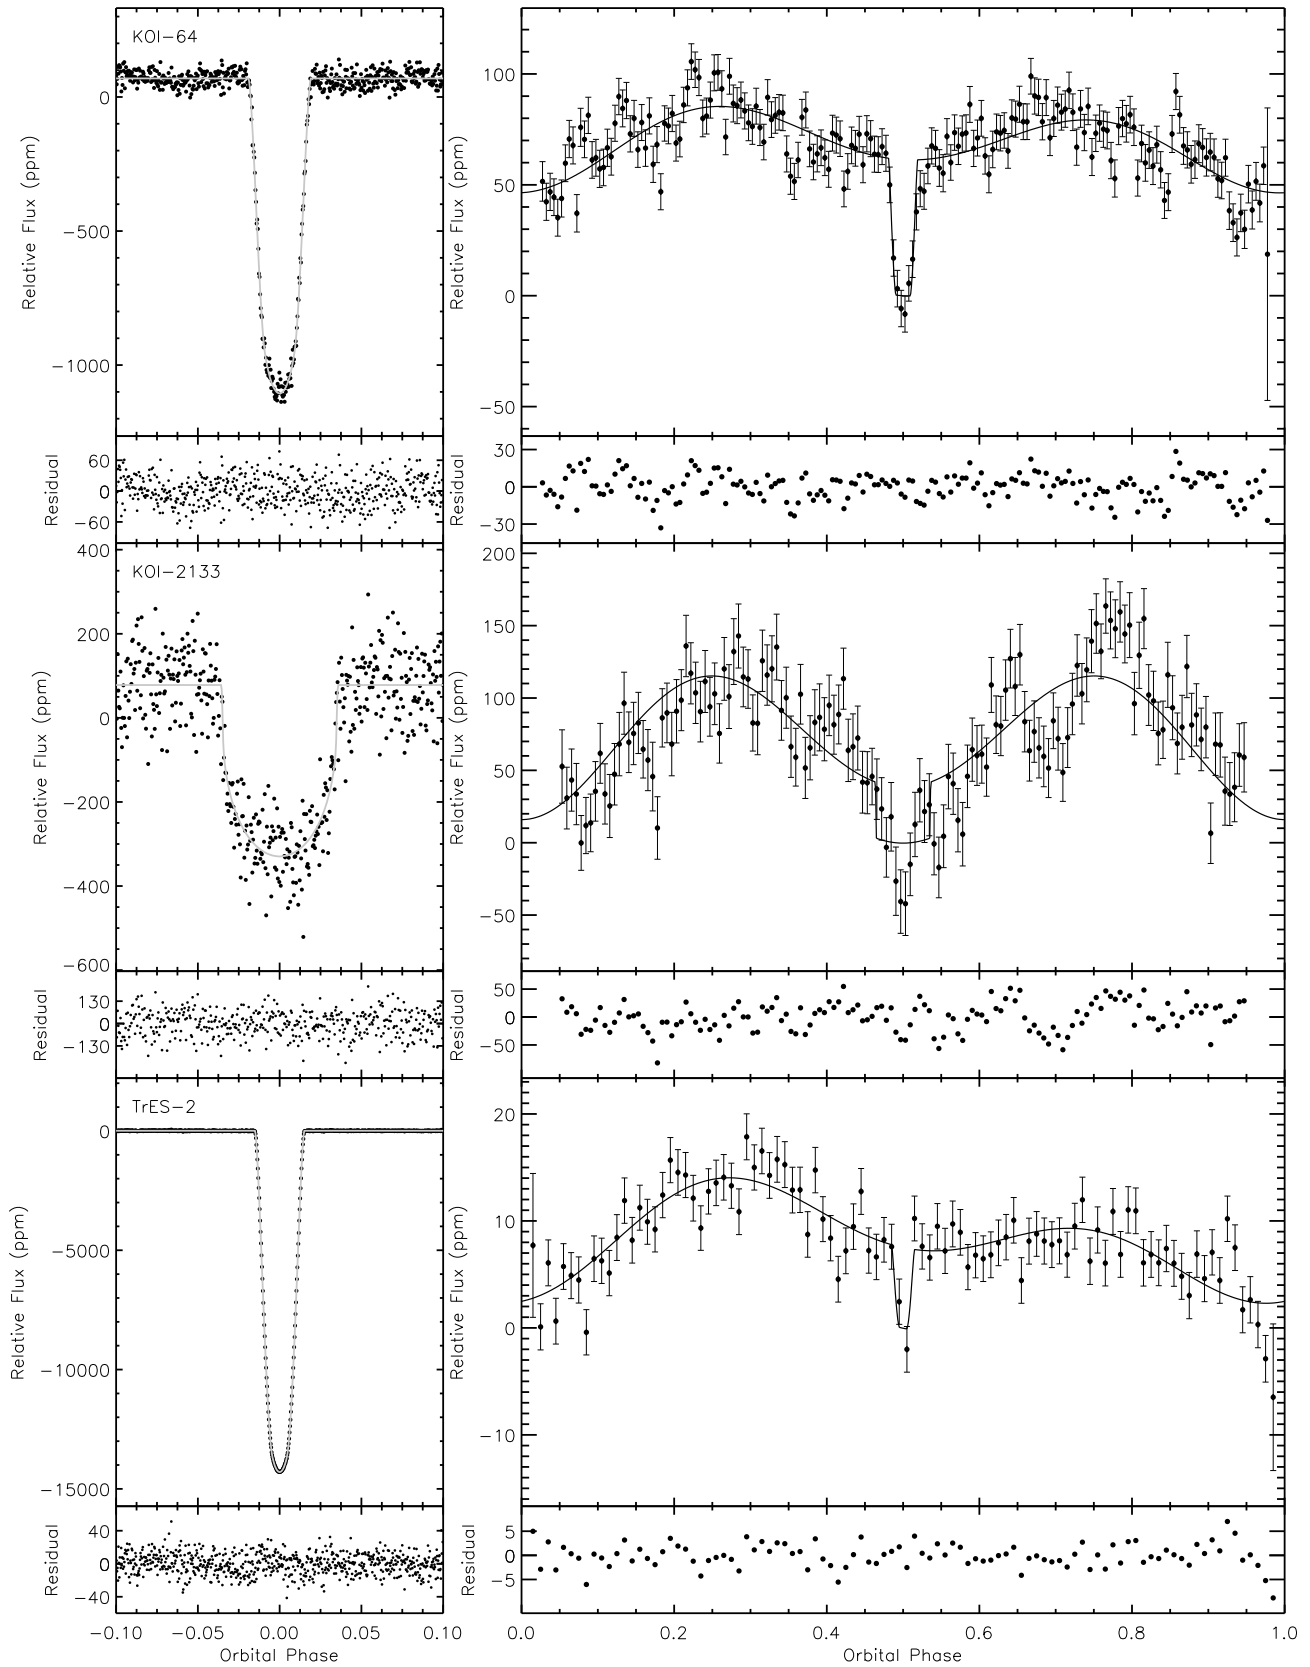 KOI-64
0
-500
-1000
Relative Flux (ppm)
100
50
0
-50
Relative Flux (ppm)
60
0
-60
Residual
30
0
-30
Residual
KOI-2133
400
200
0
-200
-400
-600
Relative Flux (ppm)
200
150
100
50
0
-50
Relative Flux (ppm)
130
0
-130
Residual
50
0
-50
Residual
TrES-2
0
-5000
-10000
-15000
Relative Flux (ppm)
20
10
0
-10
Relative Flux (ppm)
40
0
-40
Residual
5
0
-5
Residual
-0.10 -0.05 0.00 0.05 0.10
Orbital Phase
0.0 0.2 0.4 0.6 0.8 1.0
Orbital Phase